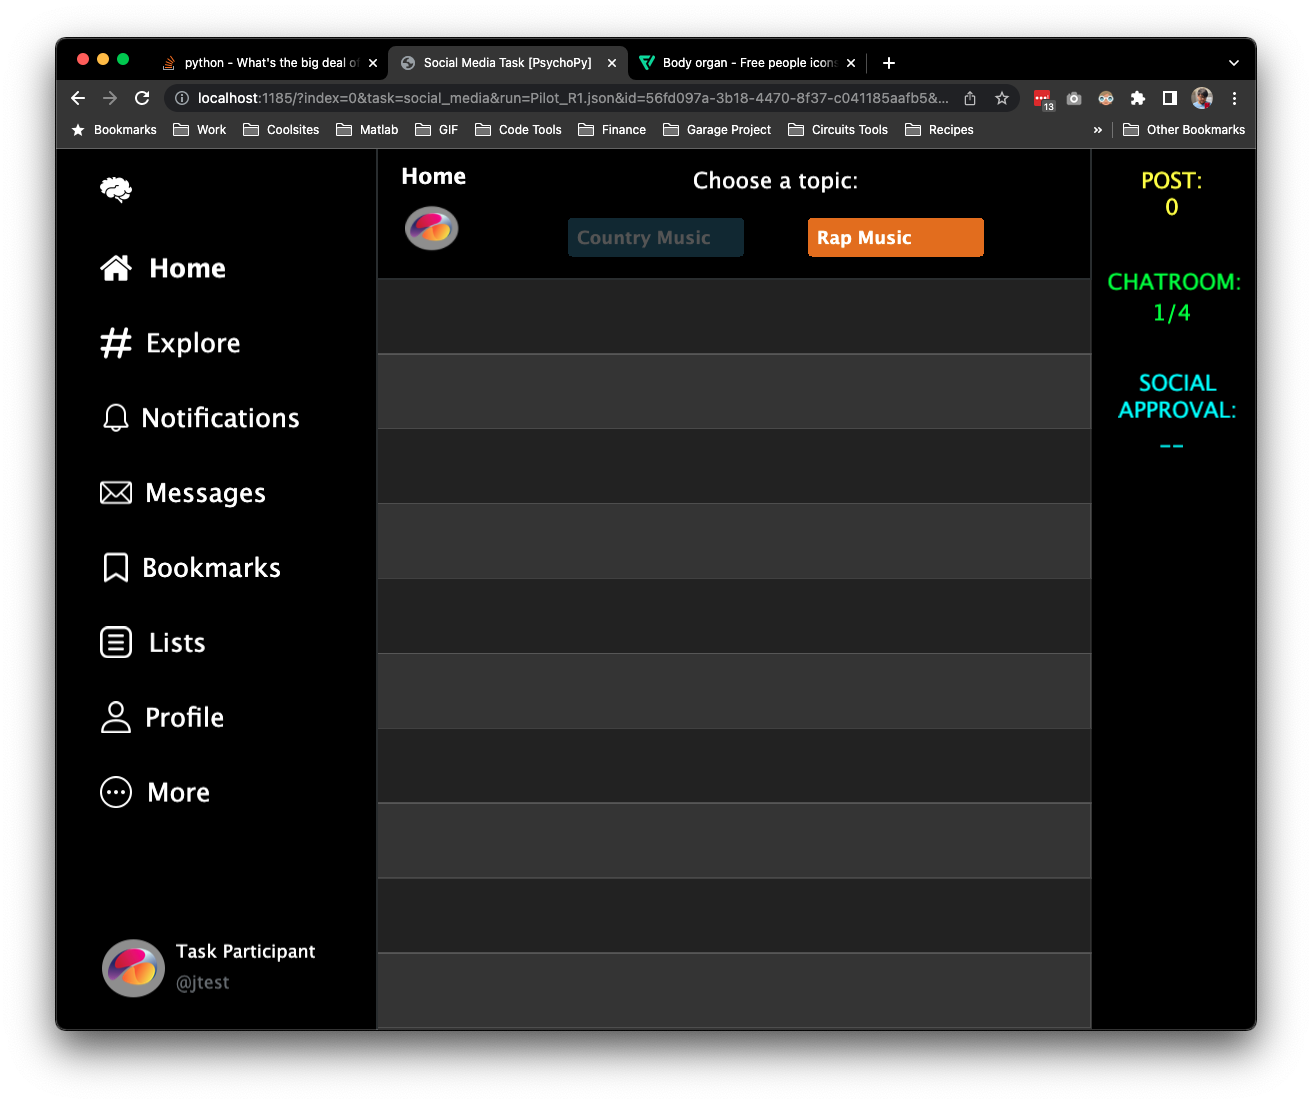 python - What's the big deal of
Social Media Task [PsychoPy]
Body organ - Free people icons
localhost:1185/?index=0&task=social_media&run=Pilot_R1.json&id=56fd097a-3b18-4470-8f37-c041185aafb5&...
13
Bookmarks Work Coolsites Matlab GIF Code Tools Finance Garage Project Circuits Tools Recipes » Other Bookmarks
Home
Explore
Notifications
Messages
Bookmarks
Lists
Profile
More
Task Participant
@jtest
Home
Choose a topic:
Country Music
Rap Music
POST:
0
CHATROOM:
1/4
SOCIAL
APPROVAL:
--